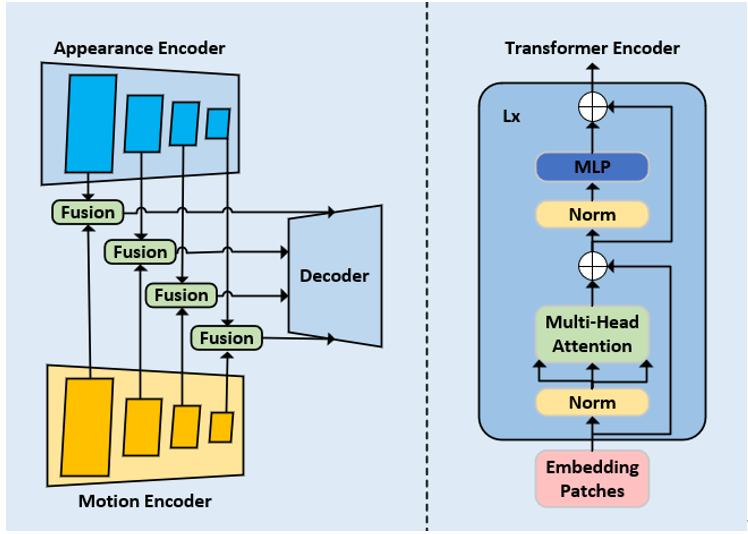 Appearance Encoder
Fusion
Fusion
Fusion
Fusion
Decoder
Motion Encoder
Transformer Encoder
Lx
MLP
Norm
Multi-Head
Attention
Norm
Embedding
Patches